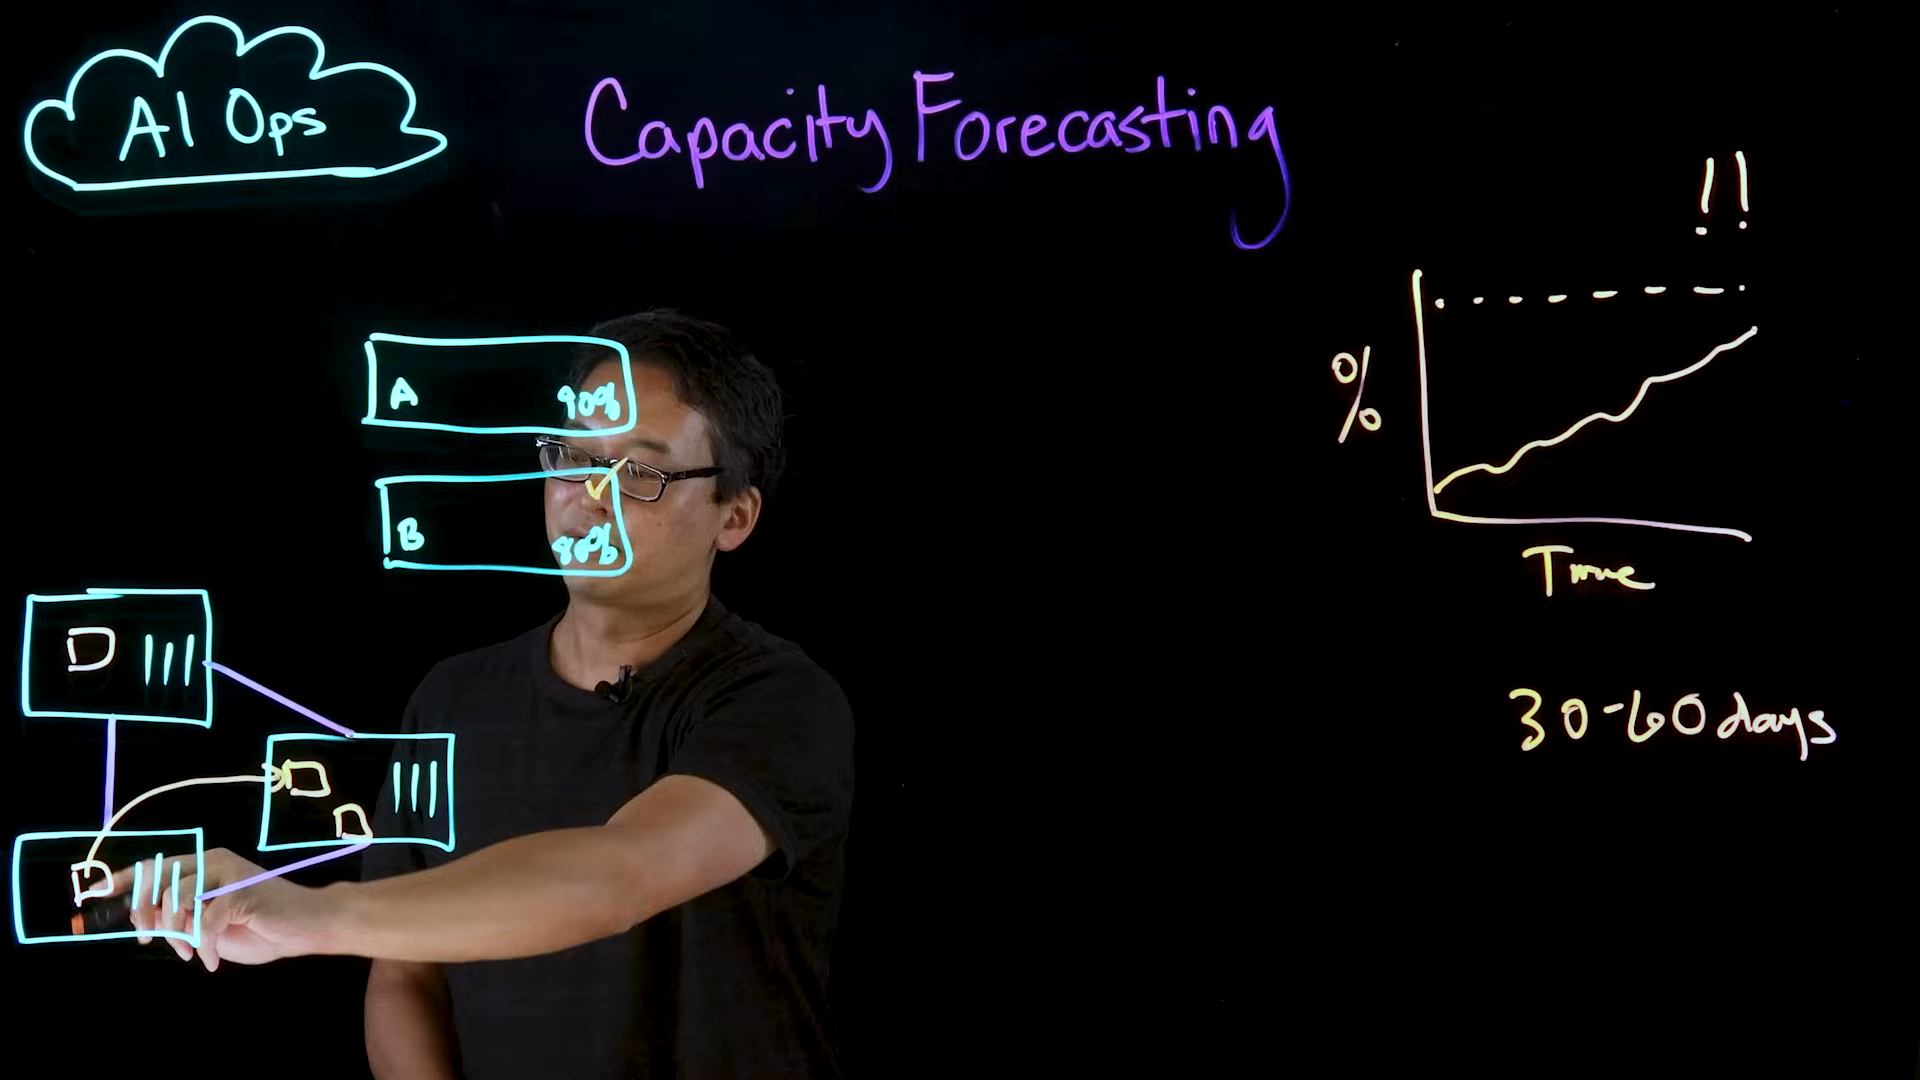 AI Ops
Capacity Forecasting
!!
A 90%
B 80%
%
Time
30-60 days